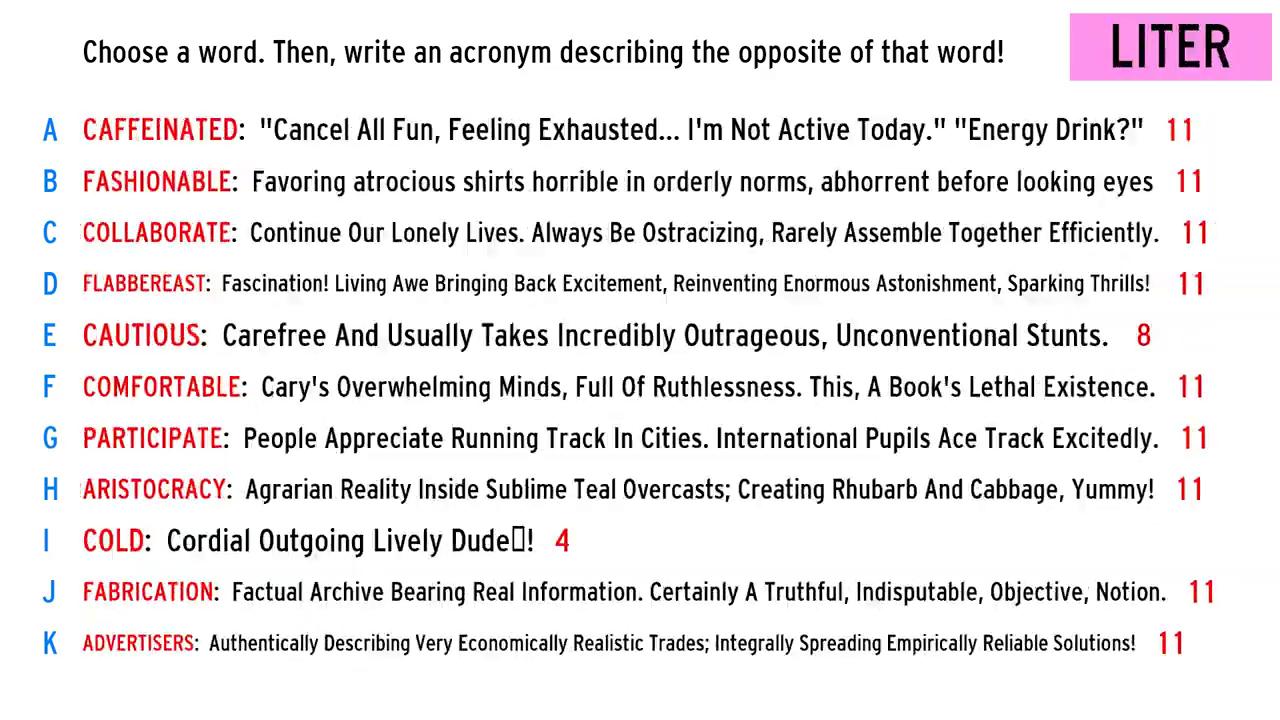 Choose a word. Then, write an acronym describing the opposite of that word!
LITER
A CAFFEINATED: "Cancel All Fun, Feeling Exhausted... I'm Not Active Today." "Energy Drink?" 11
B FASHIONABLE: Favoring atrocious shirts horrible in orderly norms, abhorrent before looking eyes 11
C COLLABORATE: Continue Our Lonely Lives. Always Be Ostracizing, Rarely Assemble Together Efficiently. 11
D FLABBEREAST: Fascination! Living Awe Bringing Back Excitement, Reinventing Enormous Astonishment, Sparking Thrills! 11
E CAUTIOUS: Carefree And Usually Takes Incredibly Outrageous, Unconventional Stunts. 8
F COMFORTABLE: Cary's Overwhelming Minds, Full Of Ruthlessness. This, A Book's Lethal Existence. 11
G PARTICIPATE: People Appreciate Running Track In Cities. International Pupils Ace Track Excitedly. 11
H ARISTOCRACY: Agrarian Reality Inside Sublime Teal Overcasts; Creating Rhubarb And Cabbage, Yummy! 11
I COLD: Cordial Outgoing Lively Dude▯! 4
J FABRICATION: Factual Archive Bearing Real Information. Certainly A Truthful, Indisputable, Objective, Notion. 11
K ADVERTISERS: Authentically Describing Very Economically Realistic Trades; Integrally Spreading Empirically Reliable Solutions! 11